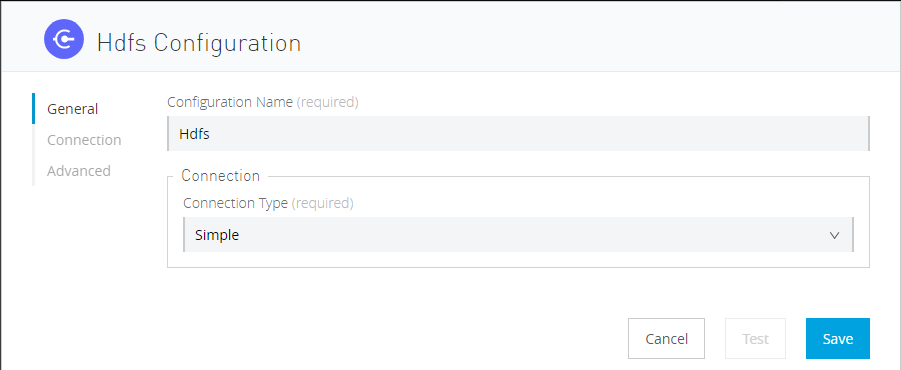 Hdfs Configuration
General
Connection
Advanced
Configuration Name (required)
Hdfs
Connection
Connection Type (required)
Simple
Cancel
Test
Save